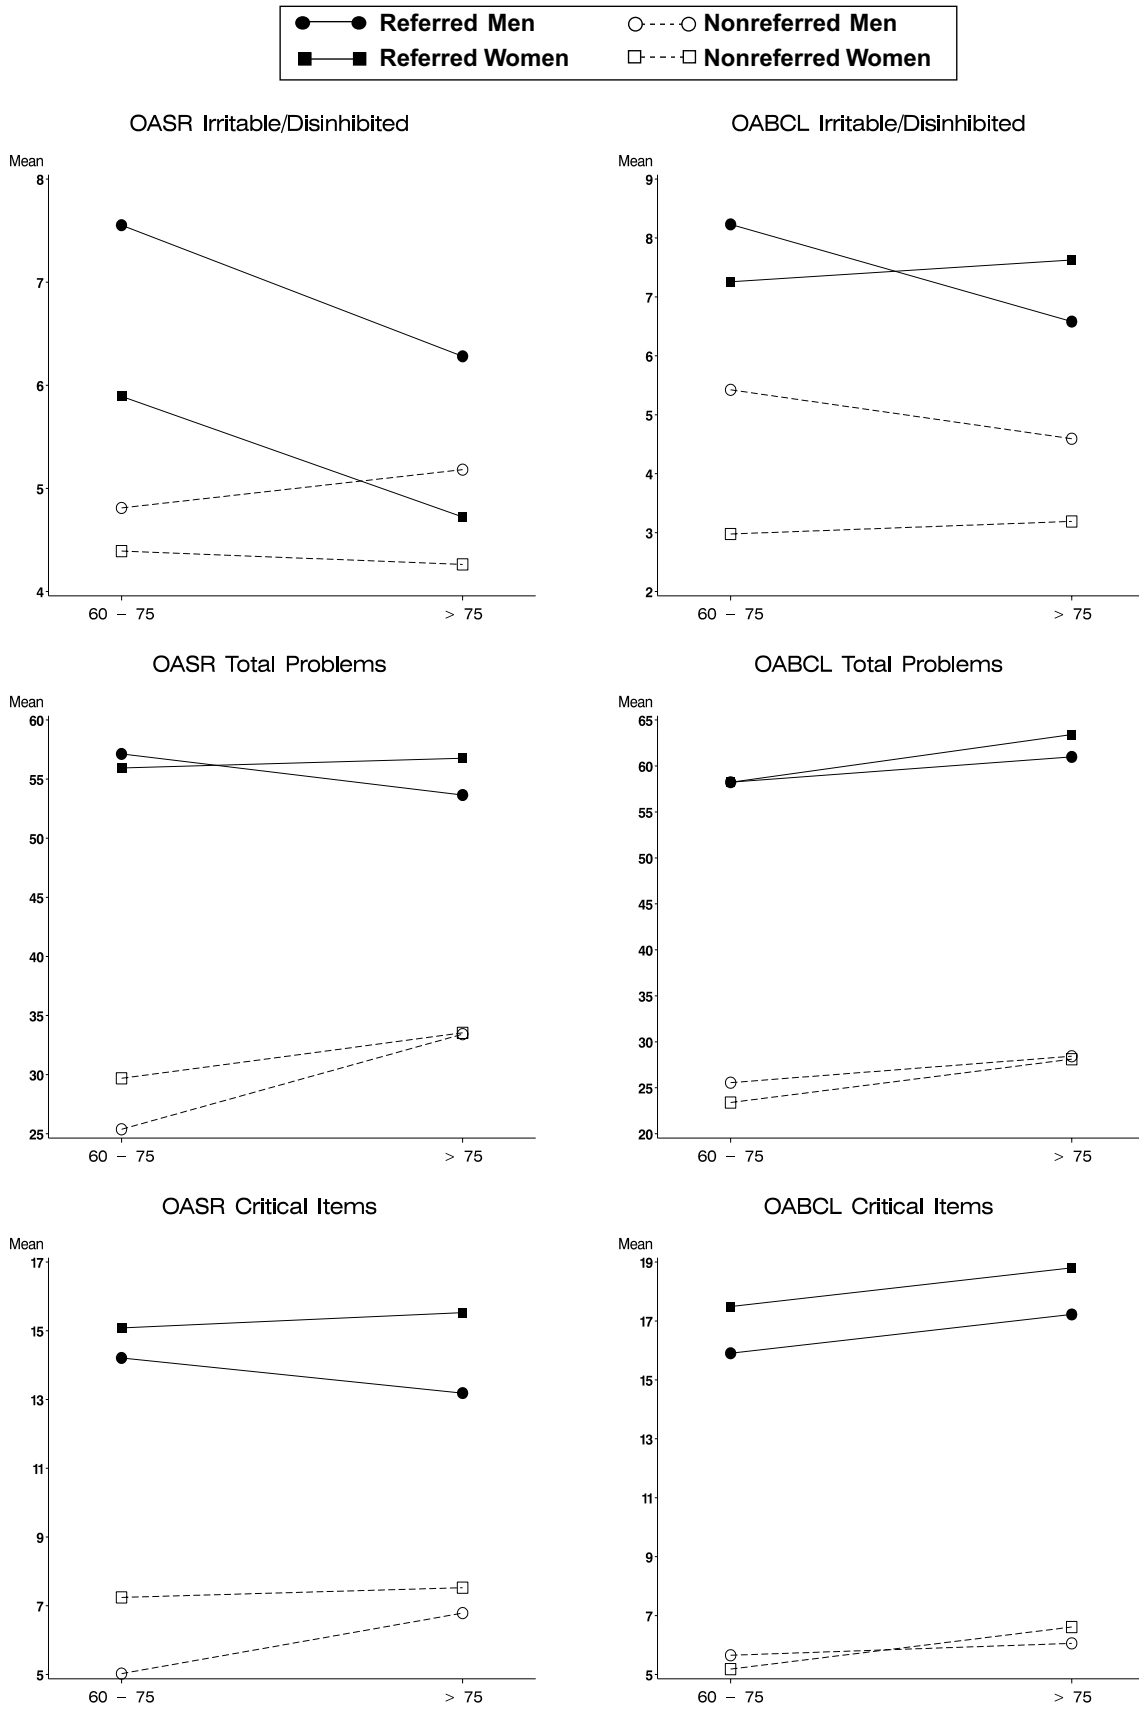 Referred Men Nonreferred Men
Referred Women Nonreferred Women
OASR Irritable/Disinhibited
Mean
8
7
6
5
4
60 – 75 > 75
OABCL Irritable/Disinhibited
Mean
9
8
7
6
5
4
3
2
60 – 75 > 75
OASR Total Problems
Mean
60
55
50
45
40
35
30
25
60 – 75 > 75
OABCL Total Problems
Mean
65
60
55
50
45
40
35
30
25
20
60 – 75 > 75
OASR Critical Items
Mean
17
15
13
11
9
7
5
60 – 75 > 75
OABCL Critical Items
Mean
19
17
15
13
11
9
7
5
60 – 75 > 75